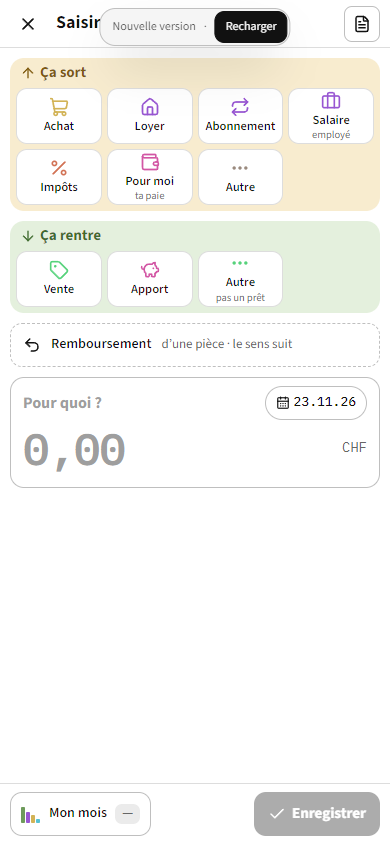 Saisir
Nouvelle version · Recharger
Ça sort
Achat
Loyer
Abonnement
Salaire
employé
Impôts
Pour moi
ta paie
Autre
Ça rentre
Vente
Apport
Autre
pas un prêt
Remboursement d’une pièce · le sens suit
Pour quoi ?
23.11.26
0,00
CHF
Mon mois —
Enregistrer